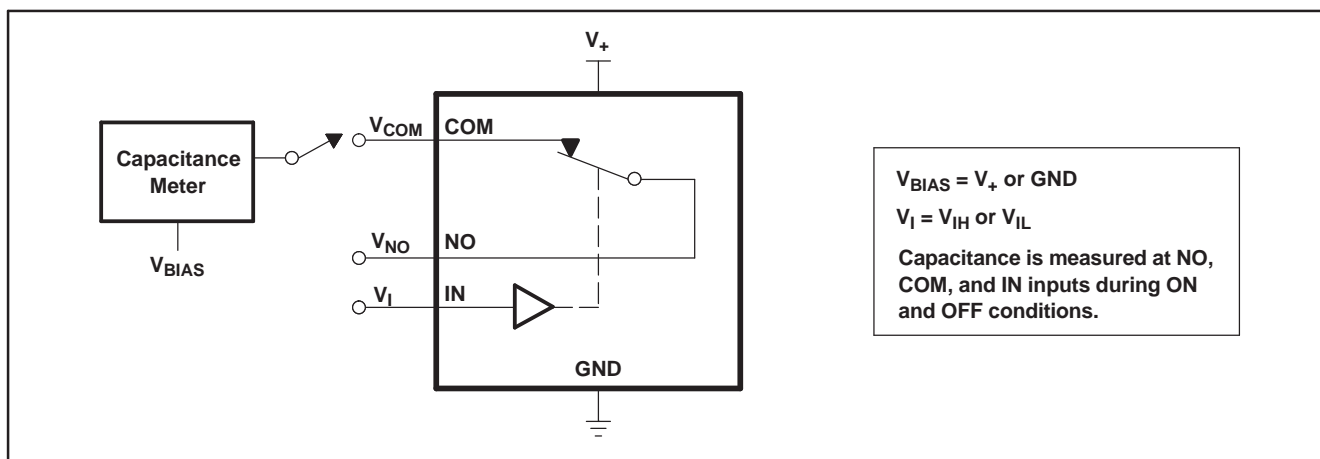 V+
VCOM COM
Capacitance
Meter
VBIAS = V+ or GND
VI = VIH or VIL
VNO NO
VBIAS
Capacitance is measured at NO,
COM, and IN inputs during ON
and OFF conditions.
VI IN
GND